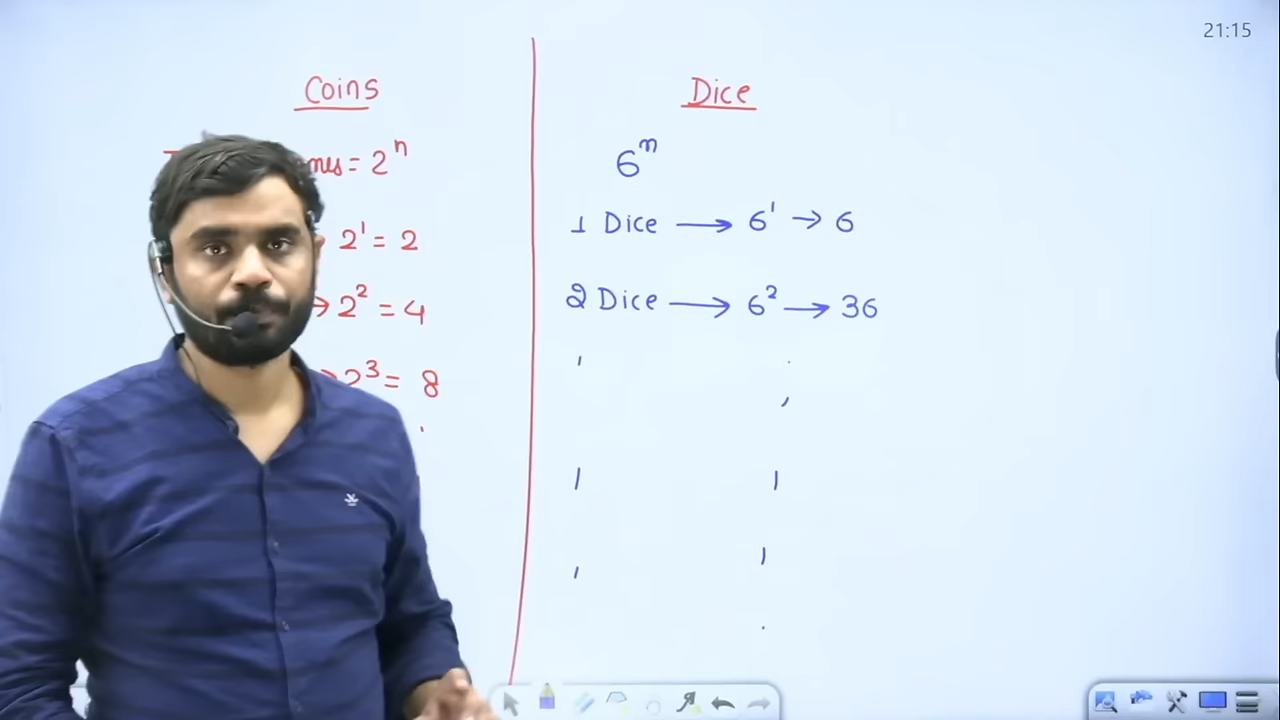 21:15
Coins
= 2ⁿ
2¹ = 2
→ 2² = 4
2³ = 8
Dice
6ⁿ
1 Dice → 6¹ → 6
2 Dice → 6² → 36